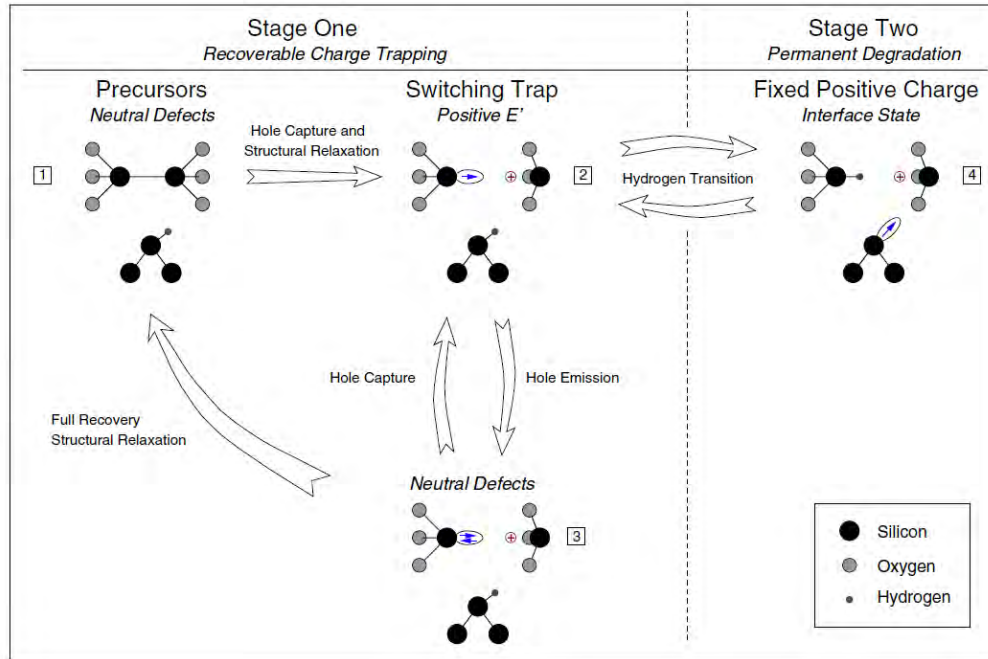 Stage One
Recoverable Charge Trapping
Stage Two
Permanent Degradation
Precursors
Neutral Defects
Switching Trap
Positive E'
Fixed Positive Charge
Interface State
Hole Capture and
Structural Relaxation
1
2
Hydrogen Transition
4
Hole Capture
Hole Emission
Full Recovery
Structural Relaxation
Neutral Defects
3
Silicon
Oxygen
Hydrogen